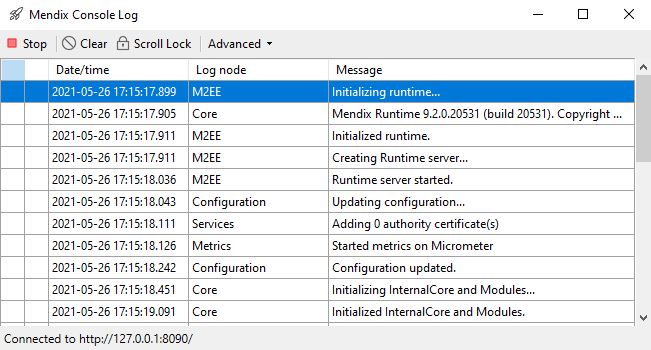 Mendix Console Log
Stop Clear Scroll Lock Advanced
Date/time Log node Message
2021-05-26 17:15:17.899 M2EE Initializing runtime...
2021-05-26 17:15:17.905 Core Mendix Runtime 9.2.0.20531 (build 20531). Copyright ...
2021-05-26 17:15:17.911 M2EE Initialized runtime.
2021-05-26 17:15:17.911 M2EE Creating Runtime server...
2021-05-26 17:15:18.036 M2EE Runtime server started.
2021-05-26 17:15:18.043 Configuration Updating configuration...
2021-05-26 17:15:18.111 Services Adding 0 authority certificate(s)
2021-05-26 17:15:18.126 Metrics Started metrics on Micrometer
2021-05-26 17:15:18.242 Configuration Configuration updated.
2021-05-26 17:15:18.451 Core Initializing InternalCore and Modules...
2021-05-26 17:15:19.091 Core Initialized InternalCore and Modules.
Connected to http://127.0.0.1:8090/